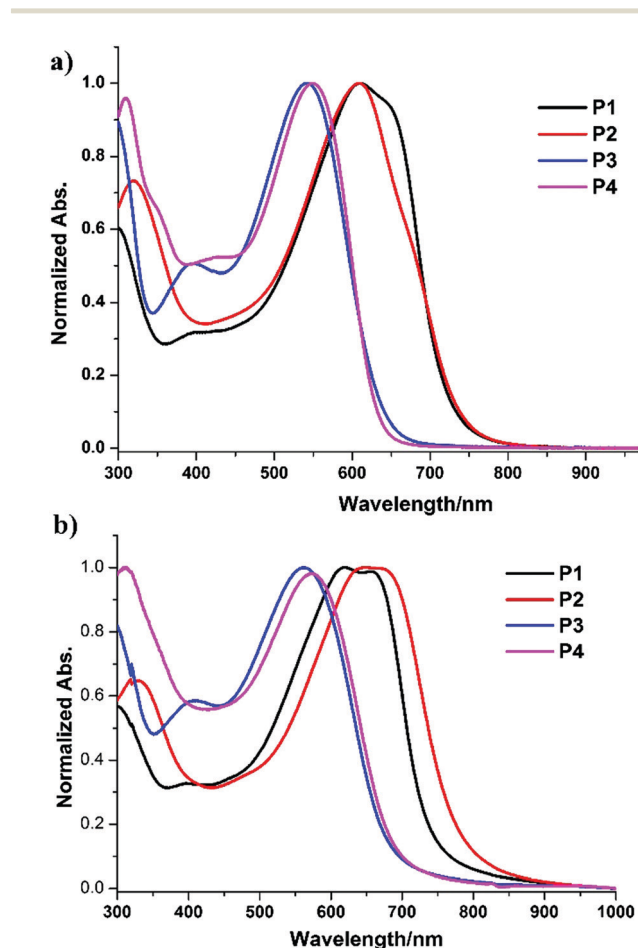 a)
1.0
0.8
0.6
0.4
0.2
0.0
Normalized Abs.
P1
P2
P3
P4
300 400 500 600 700 800 900
Wavelength/nm
b)
1.0
0.8
0.6
0.4
0.2
0.0
Normalized Abs.
P1
P2
P3
P4
300 400 500 600 700 800 900 1000
Wavelength/nm